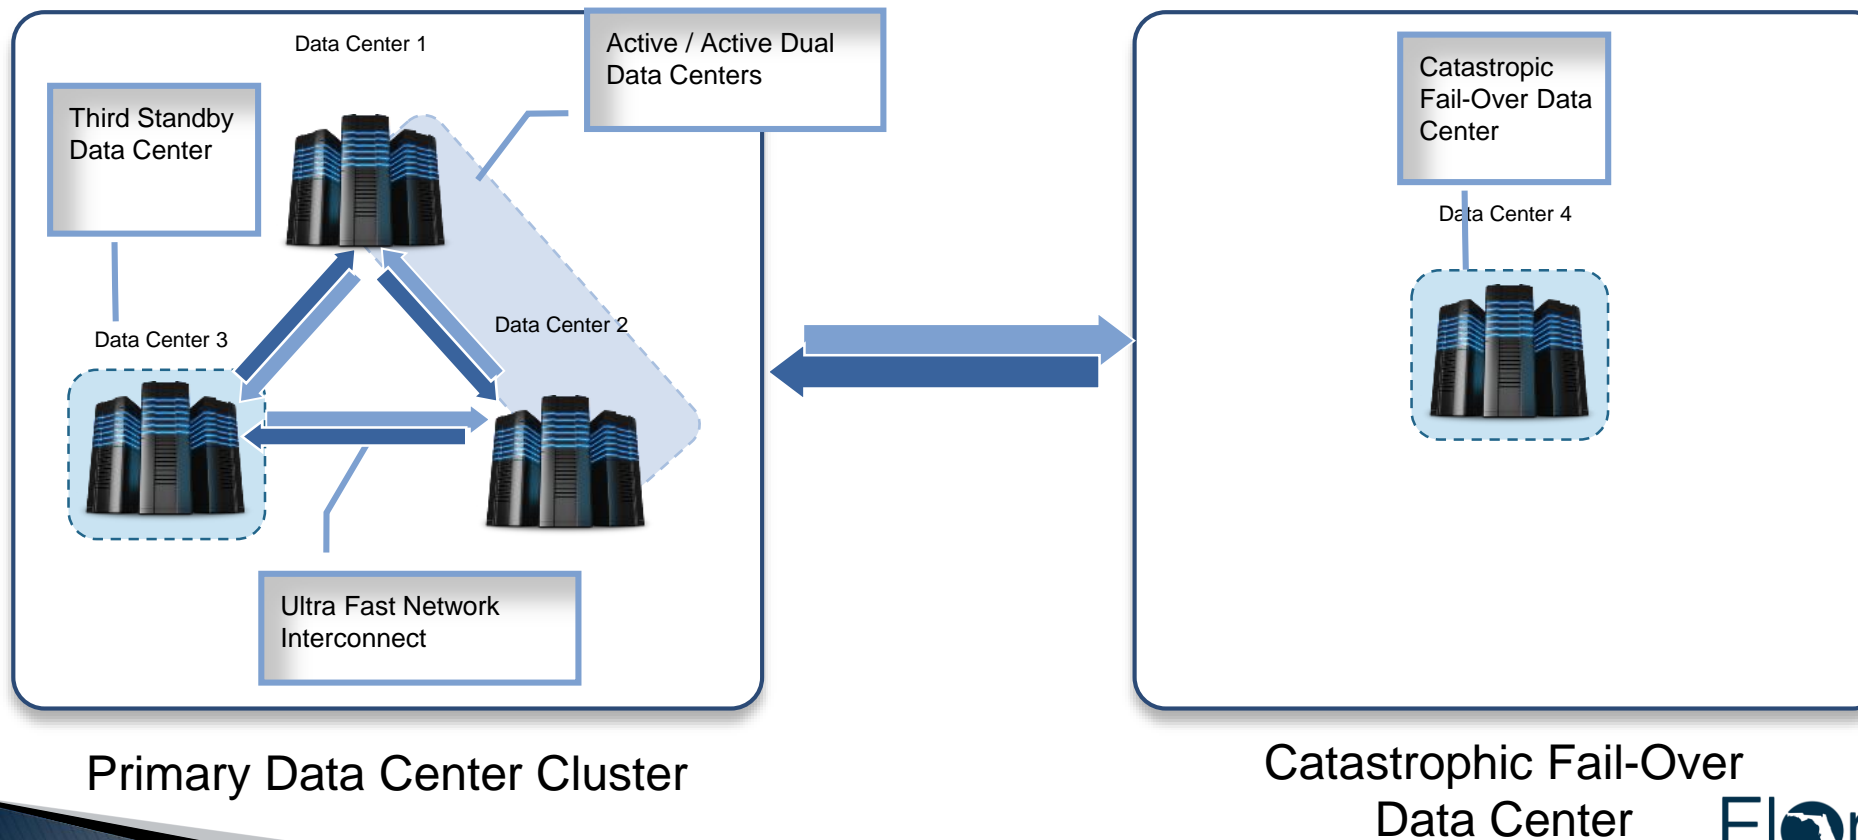 Data Center 1
Active / Active Dual
Data Centers
Third Standby
Data Center
Data Center 2
Data Center 3
Ultra Fast Network
Interconnect
Primary Data Center Cluster
Catastropic
Fail-Over Data
Center
Data Center 4
Catastrophic Fail-Over
Data Center